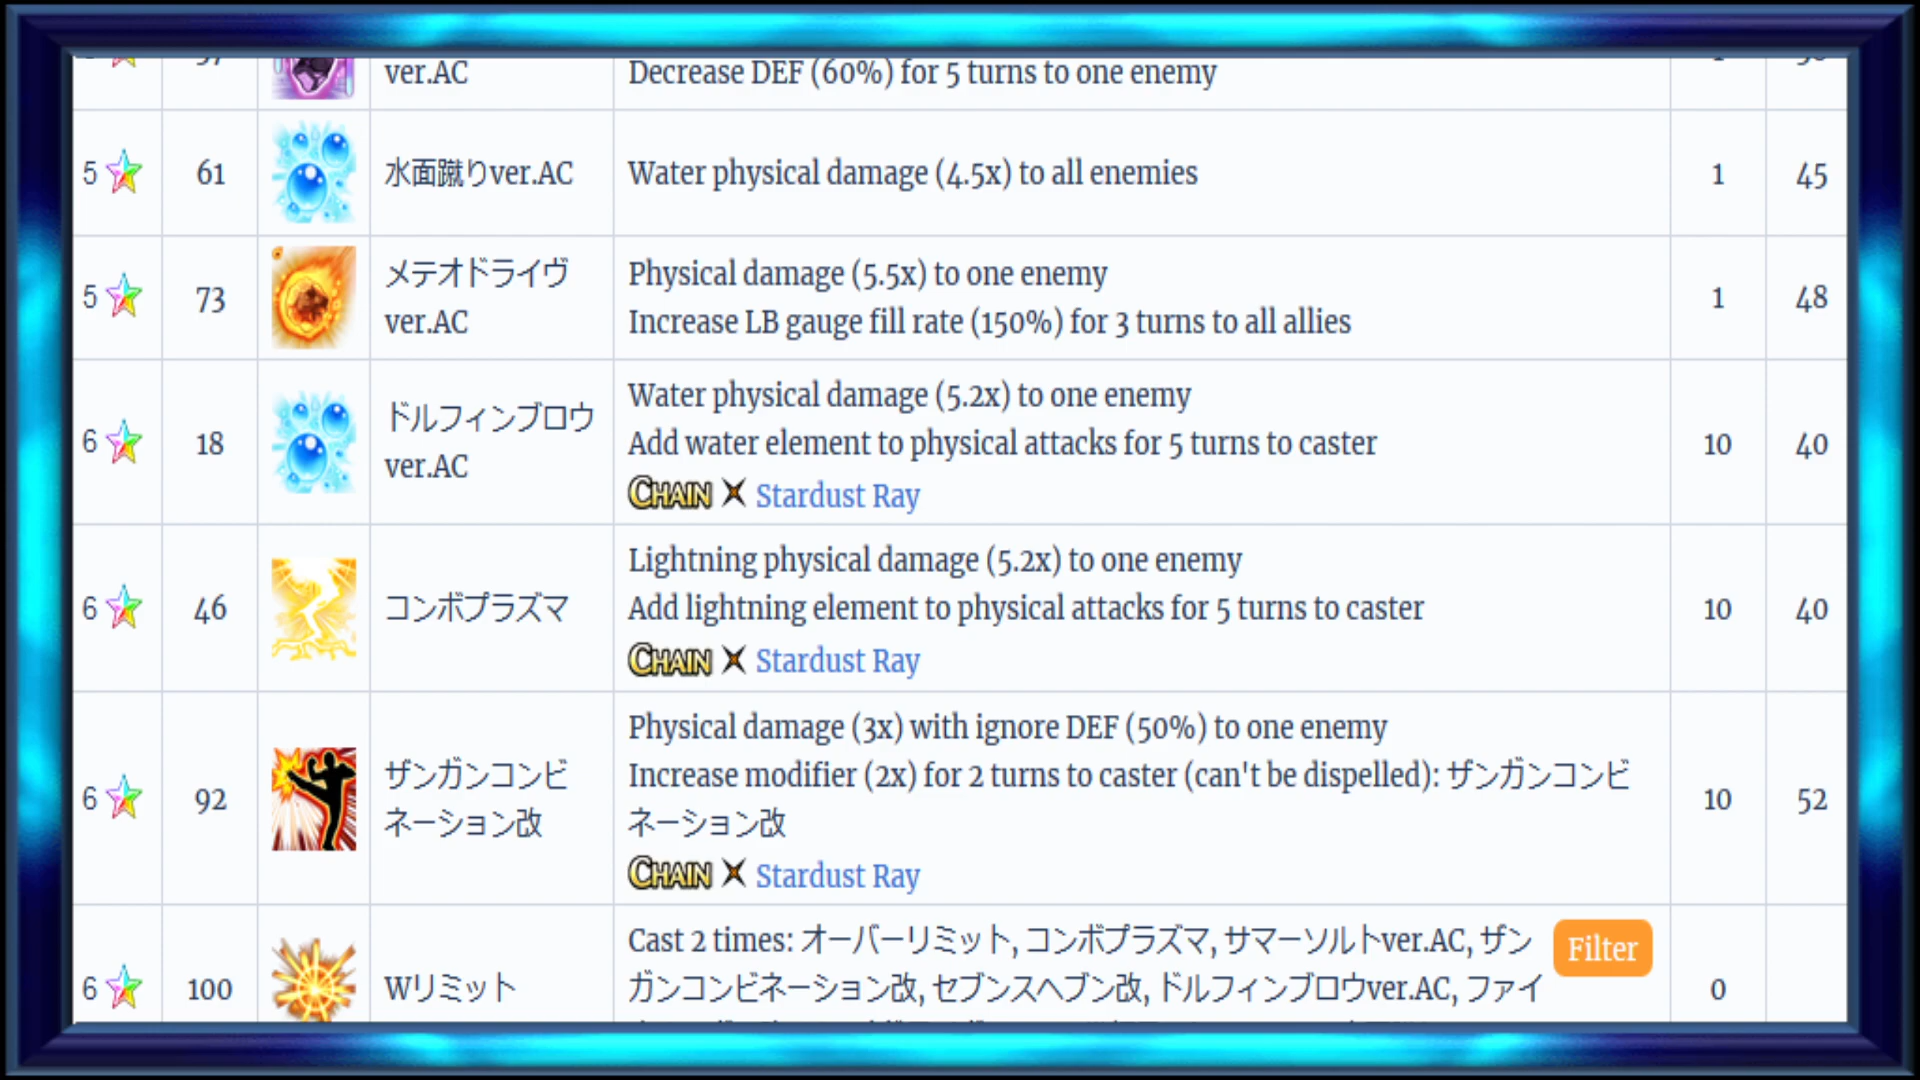 ver.AC
Decrease DEF (60%) for 5 turns to one enemy
5
61
水面蹴りver.AC
Water physical damage (4.5x) to all enemies
1
45
5
73
メテオドライヴ
ver.AC
Physical damage (5.5x) to one enemy
Increase LB gauge fill rate (150%) for 3 turns to all allies
1
48
6
18
ドルフィンブロウ
ver.AC
Water physical damage (5.2x) to one enemy
Add water element to physical attacks for 5 turns to caster
CHAIN Stardust Ray
10
40
6
46
コンボプラズマ
Lightning physical damage (5.2x) to one enemy
Add lightning element to physical attacks for 5 turns to caster
CHAIN Stardust Ray
10
40
6
92
ザンガンコンビ
ネーション改
Physical damage (3x) with ignore DEF (50%) to one enemy
Increase modifier (2x) for 2 turns to caster (can't be dispelled): ザンガンコンビ
ネーション改
CHAIN Stardust Ray
10
52
6
100
Wリミット
Cast 2 times: オーバーリミット, コンボプラズマ, サマーソルトver.AC, ザン
ガンコンビネーション改, セブンスヘブン改, ドルフィンブロウver.AC, ファイ
Filter
0